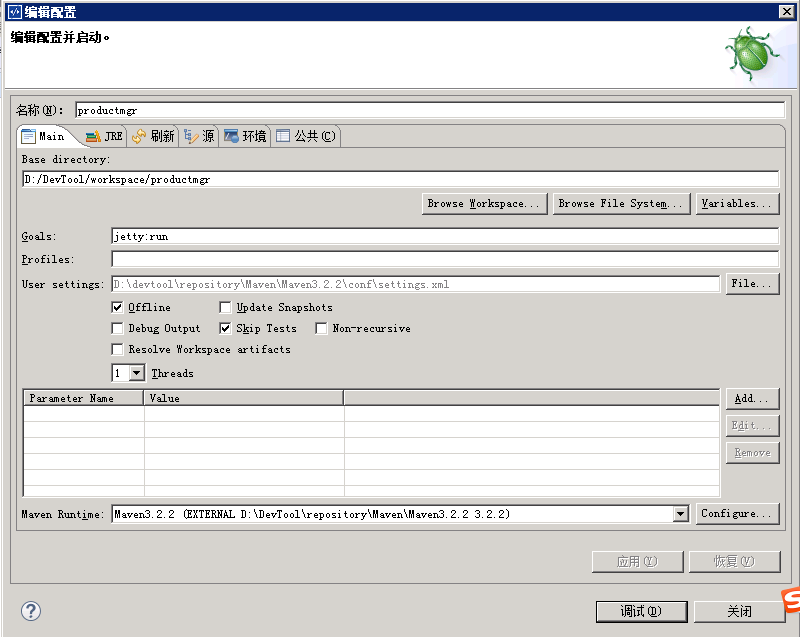 编辑配置
编辑配置并启动。
名称(N): productmgr
Main JRE 刷新 源 环境 公共(C)
Base directory:
D:/DevTool/workspace/productmgr
Browse Workspace... Browse File System... Variables...
Goals: jetty:run
Profiles:
User settings: D:\devtool\repository\Maven\Maven3.2.2\conf\settings.xml File...
Offline Update Snapshots
Debug Output Skip Tests Non-recursive
Resolve Workspace artifacts
1 Threads
Parameter Name Value Add...
Edit...
Remove
Maven Runtime: Maven3.2.2 (EXTERNAL D:\DevTool\repository\Maven\Maven3.2.2 3.2.2) Configure...
应用(Y) 恢复(V)
? 调试(D) 关闭